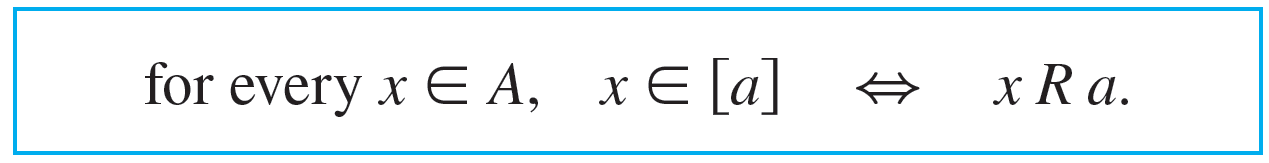 for every x ∈ A, x ∈ [a] ⇔ x R a.